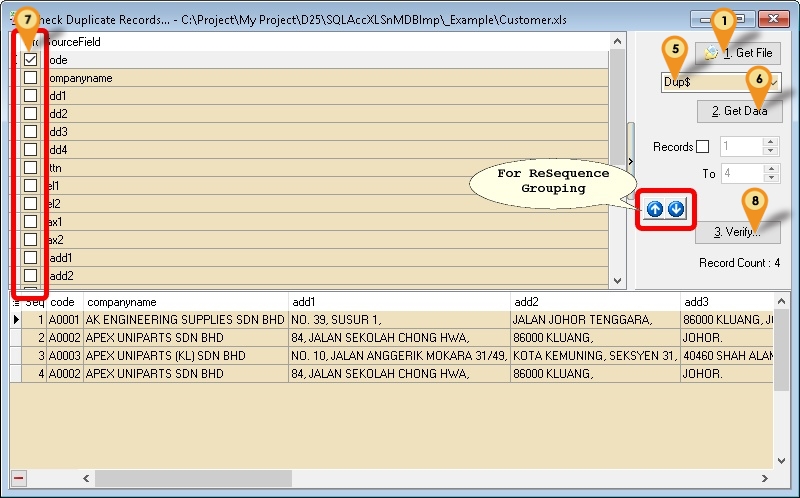 7
1
Check Duplicate Records... - C:\Project\My Project\D25\SQLAccXLSnMDBImp\_Example\Customer.xls
SourceField
5
1. Get File
code
companyname
Dup$
6
add1
add2
2. Get Data
add3
add4
Records
1
attn
To
4
For ReSequence
Grouping
8
3. Verify...
Record Count : 4
Seq code companyname add1 add2 add3
1 A0001 AK ENGINEERING SUPPLIES SDN BHD NO. 39, SUSUR 1, JALAN JOHOR TENGGARA, 86000 KLUANG, JO
2 A0002 APEX UNIPARTS SDN BHD 84, JALAN SEKOLAH CHONG HWA, 86000 KLUANG, JOHOR.
3 A0003 APEX UNIPARTS (KL) SDN BHD NO. 10, JALAN ANGGERIK MOKARA 31/49, KOTA KEMUNING, SEKSYEN 31, 40460 SHAH ALAM
4 A0002 APEX UNIPARTS SDN BHD 84, JALAN SEKOLAH CHONG HWA, 86000 KLUANG, JOHOR.